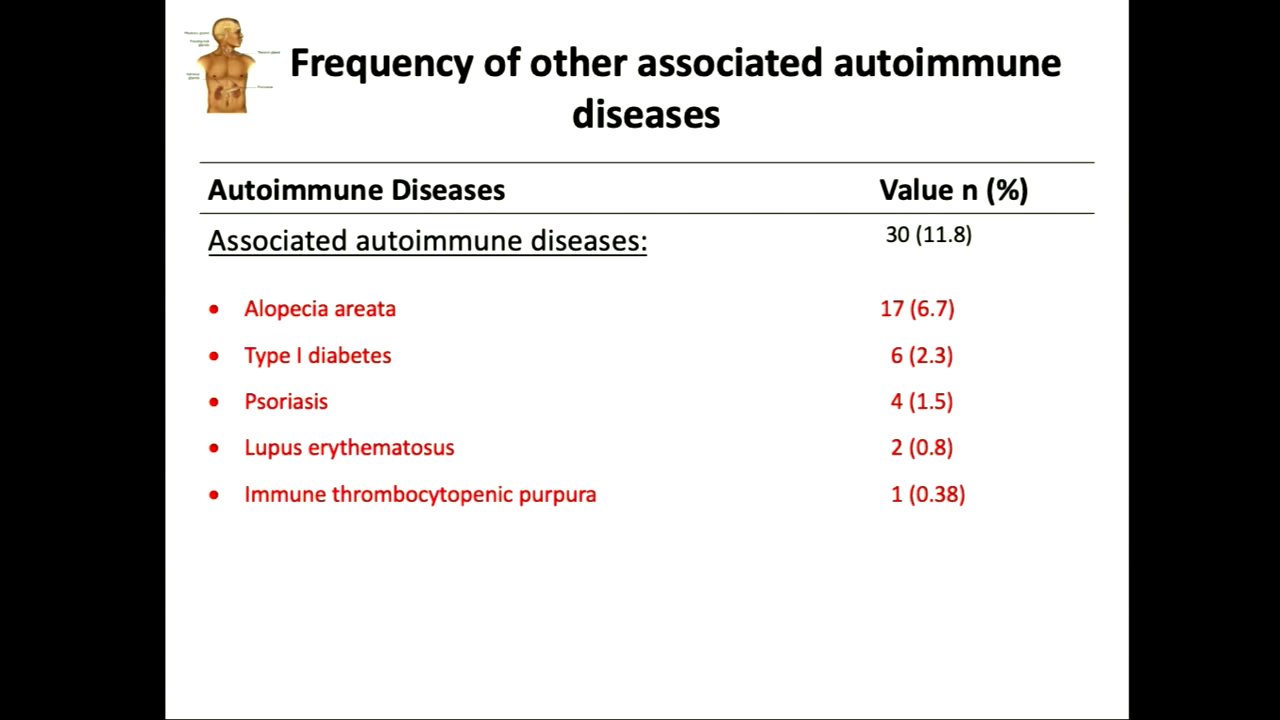 Frequency of other associated autoimmune
diseases
Autoimmune Diseases Value n (%)
Associated autoimmune diseases: 30 (11.8)
• Alopecia areata 17 (6.7)
• Type I diabetes 6 (2.3)
• Psoriasis 4 (1.5)
• Lupus erythematosus 2 (0.8)
• Immune thrombocytopenic purpura 1 (0.38)